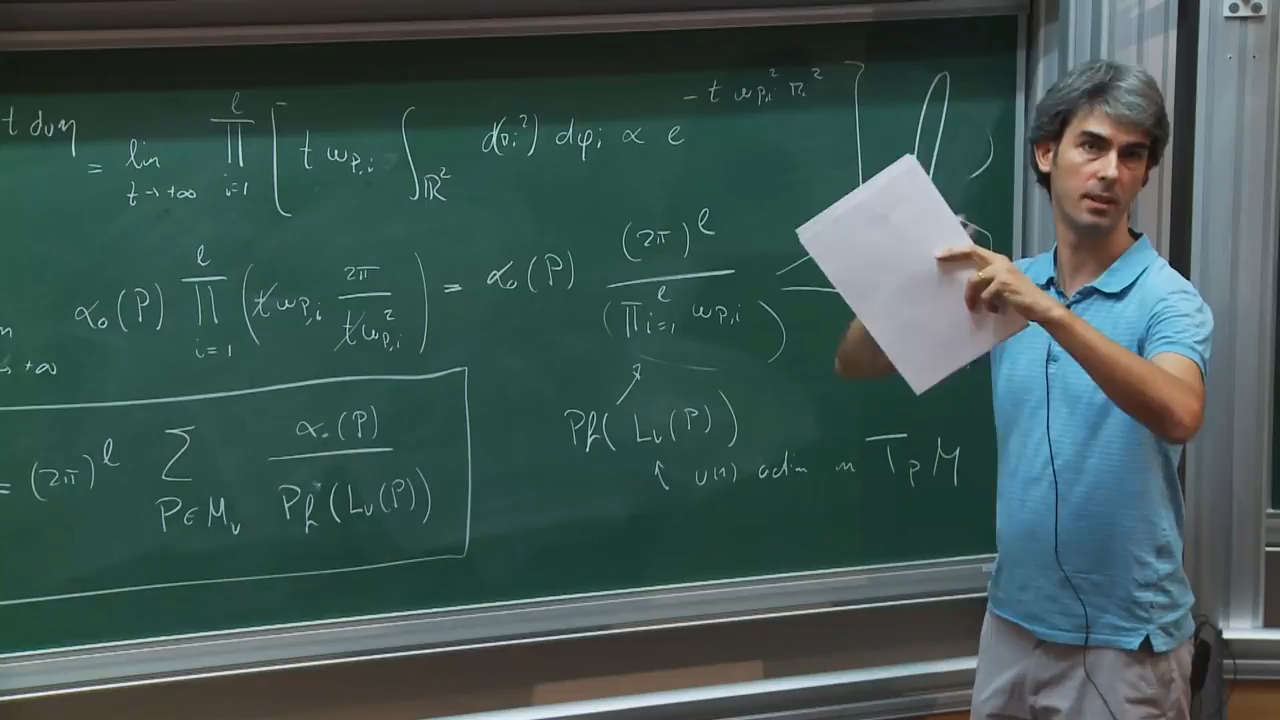 t dvη = lim_{t→+∞} ∏_{i=1}^{ℓ} [ t ω_{P,i} ∫_{ℝ²} d(r_i²) dφ_i α e^{-t ω_{P,i}² r_i²} ]
→+∞ α₀(P) ∏_{i=1}^{ℓ} ( t ω_{P,i} 2π / t ω_{P,i}² ) = α₀(P) (2π)^ℓ / ( ∏_{i=1}^{ℓ} ω_{P,i} )
Pf( L_v(P) )
↑ U(1) action on T_P M
= (2π)^ℓ ∑_{P∈M_v} α₀(P) / Pf( L_v(P) )